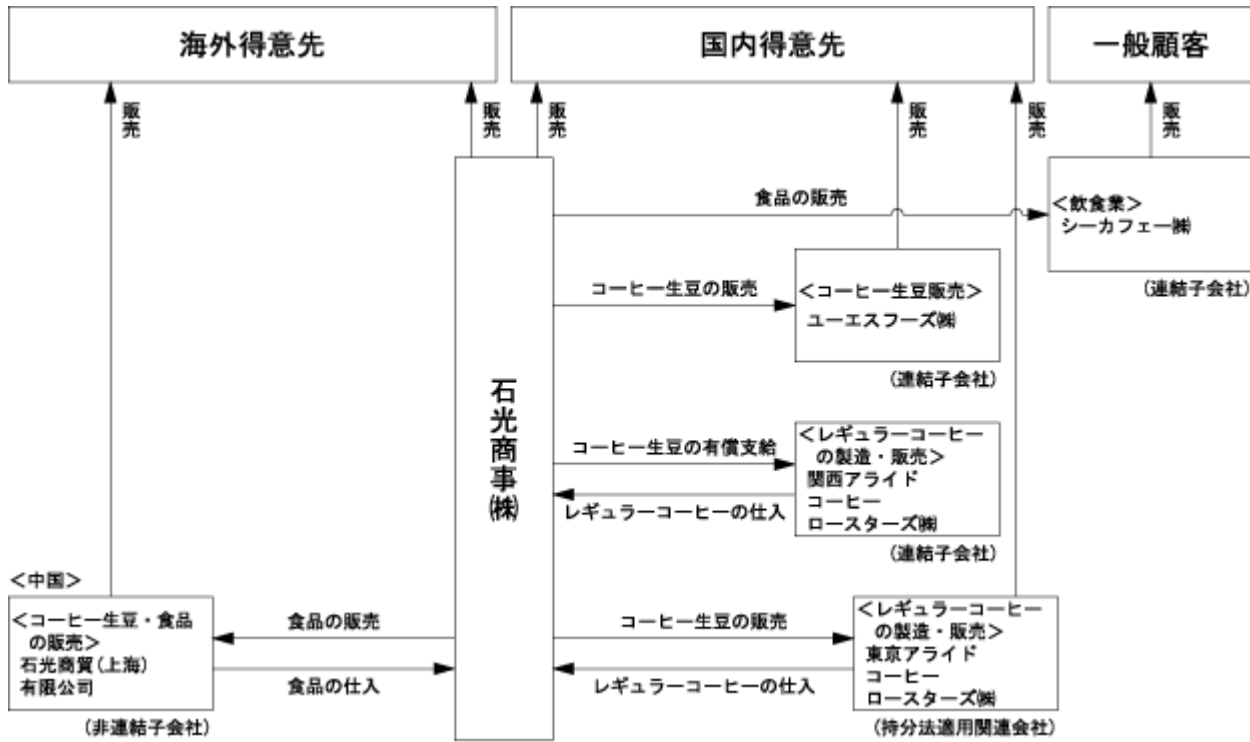 海外得意先
国内得意先
一般顧客
販売
販売
販売
販売
販売
販売
食品の販売
＜飲食業＞
シーカフェー㈱
(連結子会社)
コーヒー生豆の販売
＜コーヒー生豆販売＞
ユーエスフーズ㈱
(連結子会社)
石光商事㈱
コーヒー生豆の有償支給
レギュラーコーヒーの仕入
＜レギュラーコーヒー
の製造・販売＞
関西アライド
コーヒー
ロースターズ㈱
(連結子会社)
＜中国＞
＜コーヒー生豆・食品
の販売＞
石光商貿(上海)
有限公司
(非連結子会社)
食品の販売
食品の仕入
コーヒー生豆の販売
レギュラーコーヒーの仕入
＜レギュラーコーヒー
の製造・販売＞
東京アライド
コーヒー
ロースターズ㈱
(持分法適用関連会社)